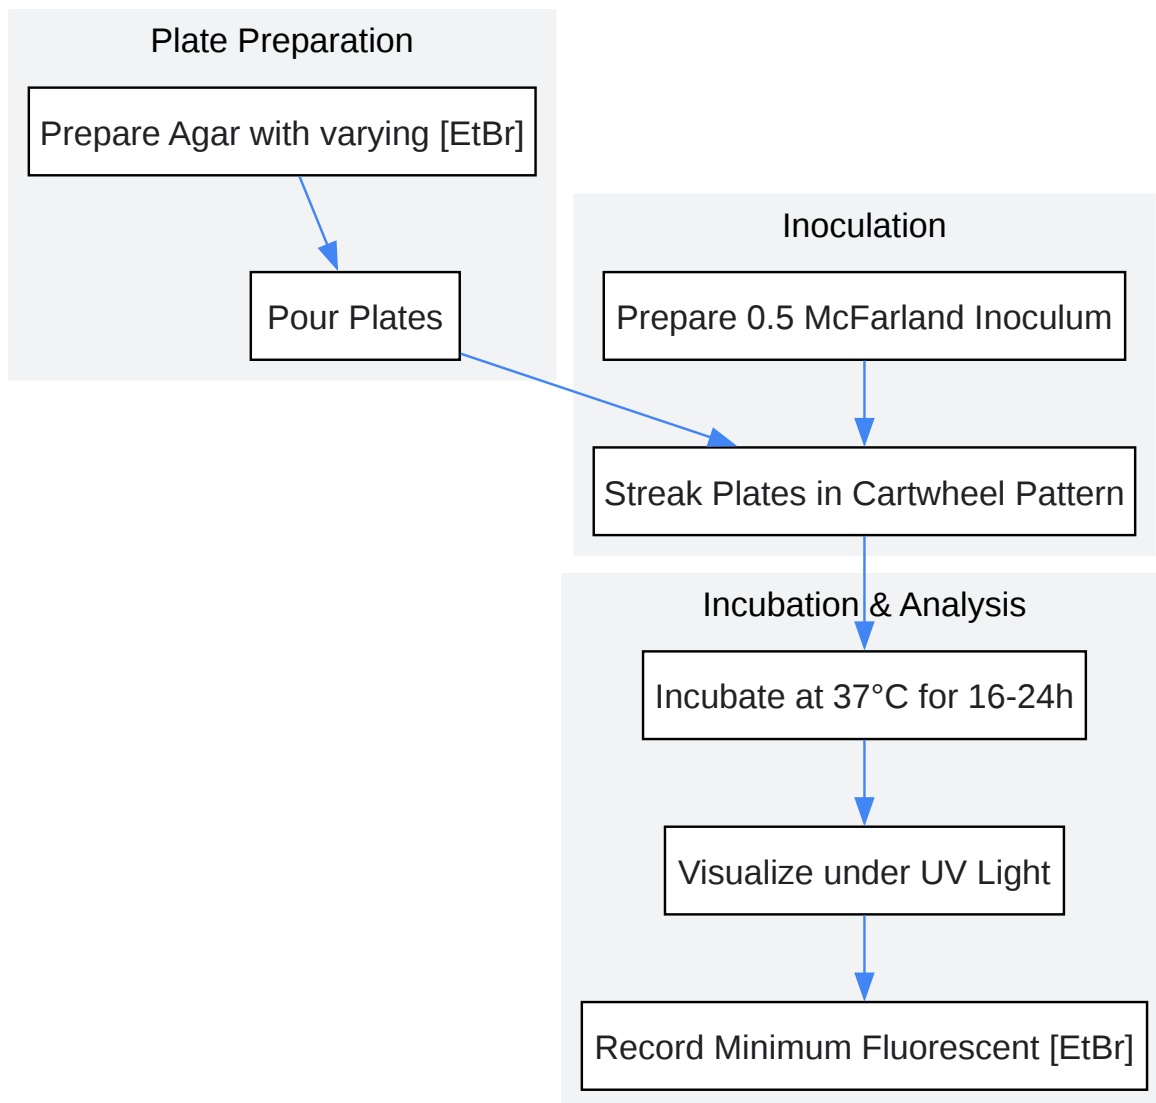 Plate Preparation
Prepare Agar with varying [EtBr]
Pour Plates
Inoculation
Prepare 0.5 McFarland Inoculum
Streak Plates in Cartwheel Pattern
Incubation & Analysis
Incubate at 37°C for 16-24h
Visualize under UV Light
Record Minimum Fluorescent [EtBr]